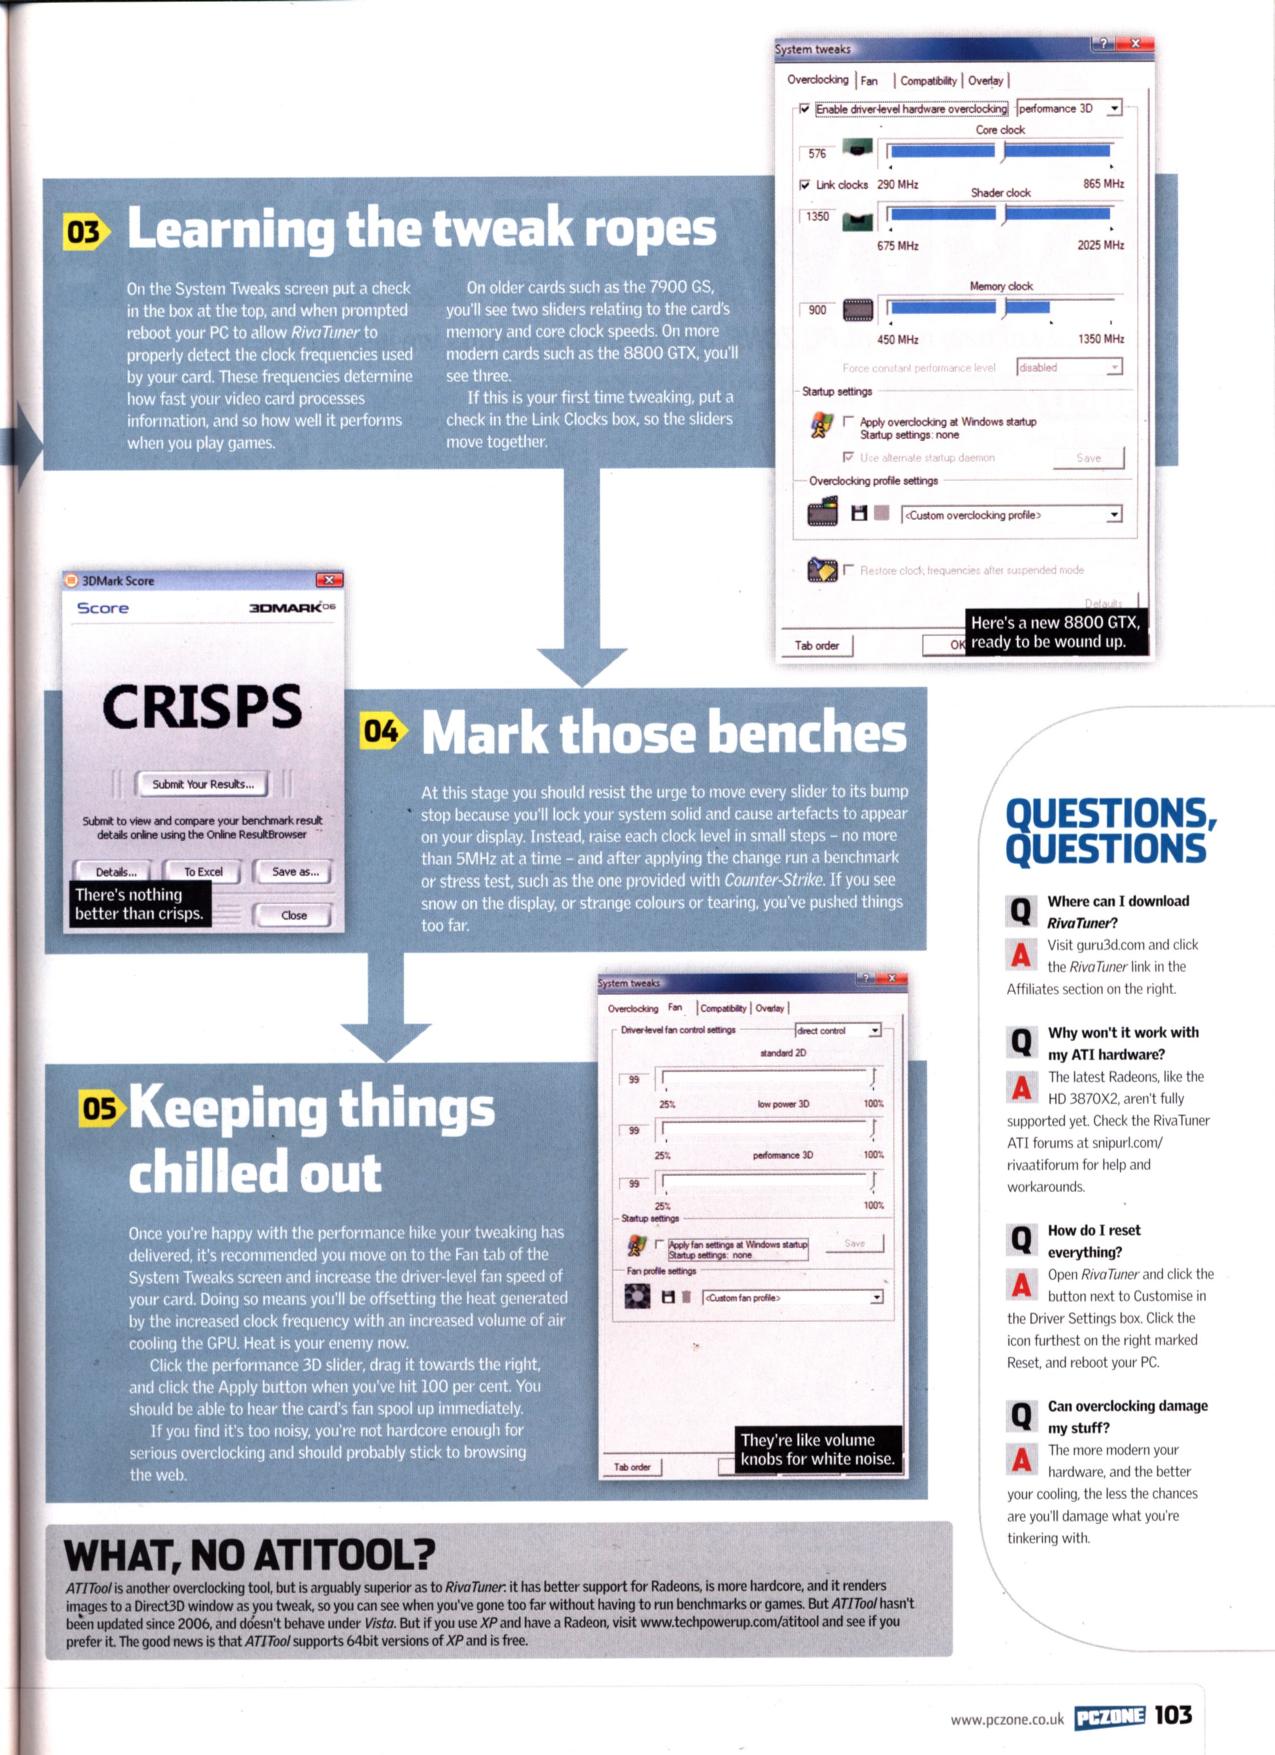 System tweaks
Overclocking Fan Compatibility Overlay
Enable driver-level hardware overclocking performance 3D
Core clock
576
Link clocks 290 MHz 865 MHz
Shader clock
1350
675 MHz 2025 MHz
Memory clock
900
450 MHz 1350 MHz
Force constant performance level disabled
Startup settings
Apply overclocking at Windows startup
Startup settings: none
Use alternate startup daemon Save
Overclocking profile settings
<Custom overclocking profile>
Restore clock frequencies after suspended mode
Defaults
Tab order OK
Here's a new 8800 GTX,
ready to be wound up.
03 Learning the tweak ropes
On the System Tweaks screen put a check
in the box at the top, and when prompted
reboot your PC to allow RivaTuner to
properly detect the clock frequencies used
by your card. These frequencies determine
how fast your video card processes
information, and so how well it performs
when you play games.
On older cards such as the 7900 GS,
you'll see two sliders relating to the card's
memory and core clock speeds. On more
modern cards such as the 8800 GTX, you'll
see three.
If this is your first time tweaking, put a
check in the Link Clocks box, so the sliders
move together.
3DMark Score
Score 3DMARK06
CRISPS
Submit Your Results...
Submit to view and compare your benchmark result
details online using the Online ResultBrowser
Details... To Excel Save as...
Close
There's nothing
better than crisps.
04 Mark those benches
At this stage you should resist the urge to move every slider to its bump
stop because you'll lock your system solid and cause artefacts to appear
on your display. Instead, raise each clock level in small steps – no more
than 5MHz at a time – and after applying the change run a benchmark
or stress test, such as the one provided with Counter-Strike. If you see
snow on the display, or strange colours or tearing, you've pushed things
too far.
05 Keeping things
chilled out
Once you're happy with the performance hike your tweaking has
delivered, it's recommended you move on to the Fan tab of the
System Tweaks screen and increase the driver-level fan speed of
your card. Doing so means you'll be offsetting the heat generated
by the increased clock frequency with an increased volume of air
cooling the GPU. Heat is your enemy now.
Click the performance 3D slider, drag it towards the right,
and click the Apply button when you've hit 100 per cent. You
should be able to hear the card's fan spool up immediately.
If you find it's too noisy, you're not hardcore enough for
serious overclocking and should probably stick to browsing
the web.
System tweaks
Overclocking Fan Compatibility Overlay
Driver-level fan control settings direct control
standard 2D
99
25% low power 3D 100%
99
25% performance 3D 100%
99
25% 100%
Startup settings
Apply fan settings at Windows startup
Startup settings: none
Save
Fan profile settings
<Custom fan profile>
Tab order
They're like volume
knobs for white noise.
WHAT, NO ATITOOL?
ATITool is another overclocking tool, but is arguably superior as to RivaTuner: it has better support for Radeons, is more hardcore, and it renders
images to a Direct3D window as you tweak, so you can see when you've gone too far without having to run benchmarks or games. But ATITool hasn't
been updated since 2006, and doesn't behave under Vista. But if you use XP and have a Radeon, visit www.techpowerup.com/atitool and see if you
prefer it. The good news is that ATITool supports 64bit versions of XP and is free.
QUESTIONS,
QUESTIONS
Q Where can I download
RivaTuner?
A Visit guru3d.com and click
the RivaTuner link in the
Affiliates section on the right.
Q Why won't it work with
my ATI hardware?
A The latest Radeons, like the
HD 3870X2, aren't fully
supported yet. Check the RivaTuner
ATI forums at snipurl.com/
rivaatiforum for help and
workarounds.
Q How do I reset
everything?
A Open RivaTuner and click the
button next to Customise in
the Driver Settings box. Click the
icon furthest on the right marked
Reset, and reboot your PC.
Q Can overclocking damage
my stuff?
A The more modern your
hardware, and the better
your cooling, the less the chances
are you'll damage what you're
tinkering with.
www.pczone.co.uk PCZONE 103